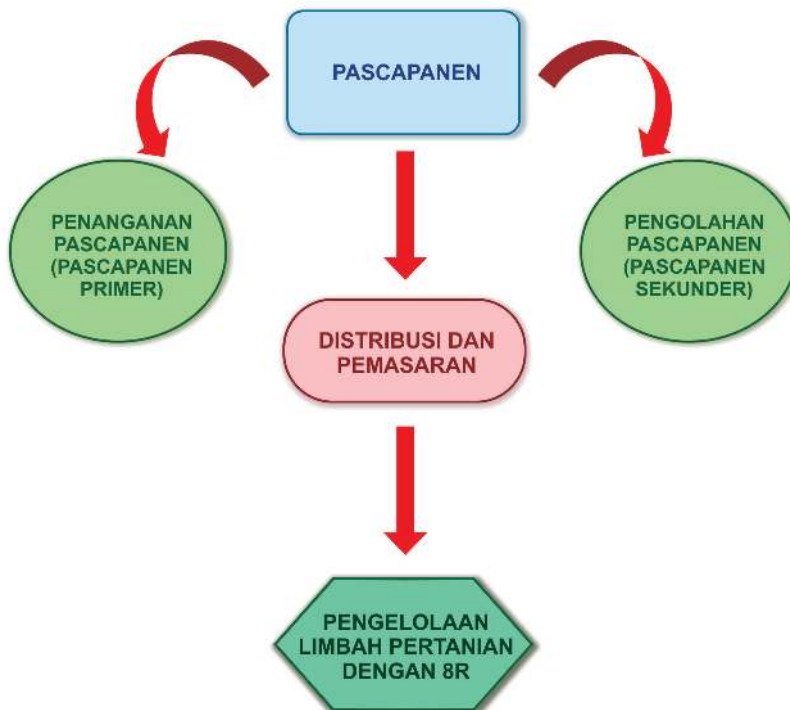 PASCAPANEN
PENANGANAN
PASCAPANEN
(PASCAPANEN
PRIMER)
PENGOLAHAN
PASCAPANEN
(PASCAPANEN
SEKUNDER)
DISTRIBUSI DAN
PEMASARAN
PENGELOLAAN
LIMBAH PERTANIAN
DENGAN 8R